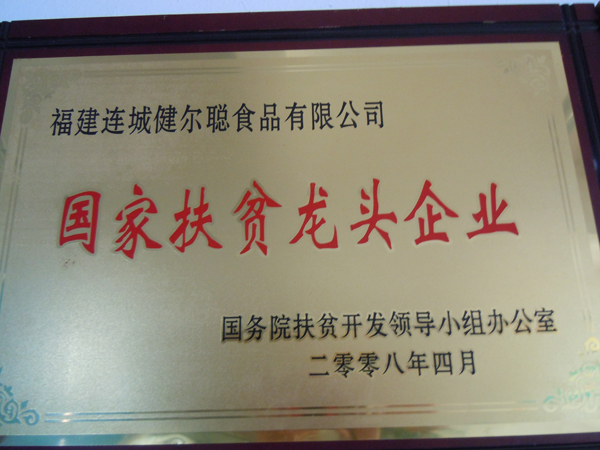 福建连城健尔聪食品有限公司
国家扶贫龙头企业
国务院扶贫开发领导小组办公室
二零零八年四月